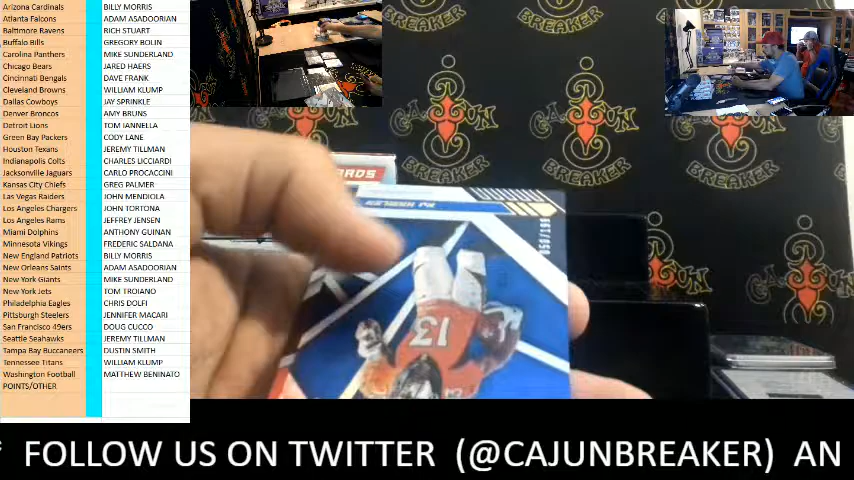 Arizona Cardinals BILLY MORRIS
Atlanta Falcons ADAM ASADOORIAN
Baltimore Ravens RICH STUART
Buffalo Bills GREGORY BOLIN
Carolina Panthers MIKE SUNDERLAND
Chicago Bears JARED HAERS
Cincinnati Bengals DAVE FRANK
Cleveland Browns WILLIAM KLUMP
Dallas Cowboys JAY SPRINKLE
Denver Broncos AMY BRUNS
Detroit Lions TOM IANNELLA
Green Bay Packers CODY LANE
Houston Texans JEREMY TILLMAN
Indianapolis Colts CHARLES LICCIARDI
Jacksonville Jaguars CARLO PROCACCINI
Kansas City Chiefs GREG PALMER
Las Vegas Raiders JOHN MENDIOLA
Los Angeles Chargers JOHN TORTONA
Los Angeles Rams JEFFREY JENSEN
Miami Dolphins ANTHONY GUINAN
Minnesota Vikings FREDERIC SALDANA
New England Patriots BILLY MORRIS
New Orleans Saints ADAM ASADOORIAN
New York Giants MIKE SUNDERLAND
New York Jets TOM TROIANO
Philadelphia Eagles CHRIS DOLFI
Pittsburgh Steelers JENNIFER MACARI
San Francisco 49ers DOUG CUCCO
Seattle Seahawks JEREMY TILLMAN
Tampa Bay Buccaneers DUSTIN SMITH
Tennessee Titans WILLIAM KLUMP
Washington Football MATTHEW BENINATO
POINTS/OTHER
CAJUN
BREAKER
CAJUN
BREAKER
CAJUN
BREAKER
13
FOLLOW US ON TWITTER (@CAJUNBREAKER) AN